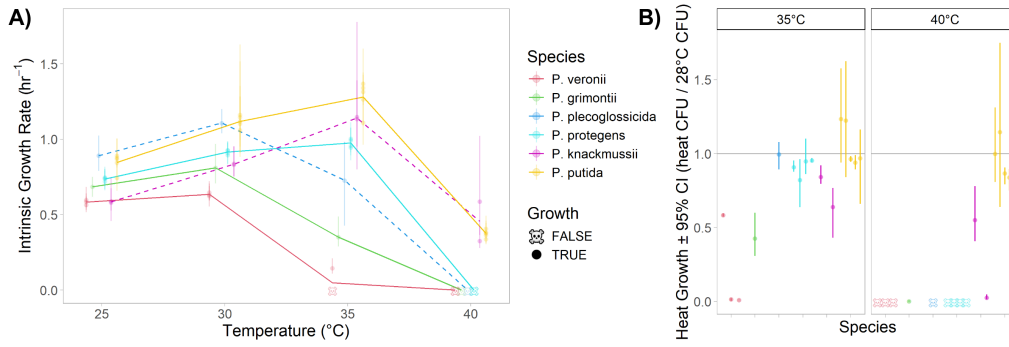 A)
Intrinsic Growth Rate (hr⁻¹)
1.5
1.0
0.5
0.0
25
30
35
40
Temperature (°C)
Species
P. veronii
P. grimontii
P. plecoglossicida
P. protegens
P. knackmussii
P. putida
Growth
FALSE
TRUE
B)
Heat Growth ± 95% CI (heat CFU / 28°C CFU)
35°C
40°C
1.5
1.0
0.5
0.0
Species